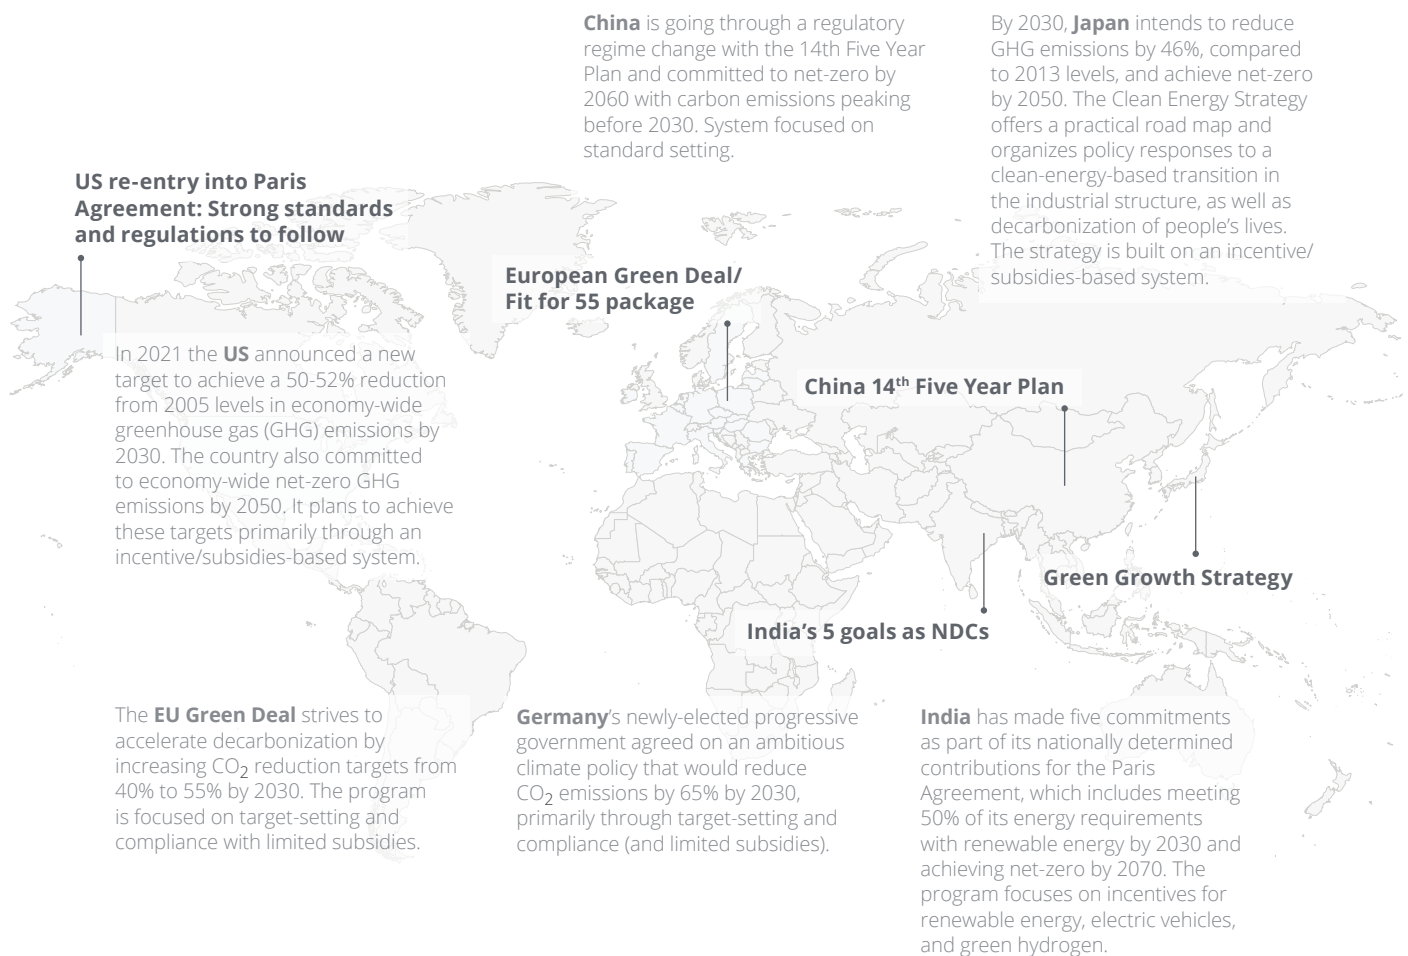 China is going through a regulatory
regime change with the 14th Five Year
Plan and committed to net-zero by
2060 with carbon emissions peaking
before 2030. System focused on
standard setting.
By 2030, Japan intends to reduce
GHG emissions by 46%, compared
to 2013 levels, and achieve net-zero
by 2050. The Clean Energy Strategy
offers a practical road map and
organizes policy responses to a
clean-energy-based transition in
the industrial structure, as well as
decarbonization of people’s lives.
The strategy is built on an incentive/
subsidies-based system.
US re-entry into Paris
Agreement: Strong standards
and regulations to follow
European Green Deal/
Fit for 55 package
In 2021 the US announced a new
target to achieve a 50-52% reduction
from 2005 levels in economy-wide
greenhouse gas (GHG) emissions by
2030. The country also committed
to economy-wide net-zero GHG
emissions by 2050. It plans to achieve
these targets primarily through an
incentive/subsidies-based system.
China 14th Five Year Plan
Green Growth Strategy
India’s 5 goals as NDCs
The EU Green Deal strives to
accelerate decarbonization by
increasing CO2 reduction targets from
40% to 55% by 2030. The program
is focused on target-setting and
compliance with limited subsidies.
Germany’s newly-elected progressive
government agreed on an ambitious
climate policy that would reduce
CO2 emissions by 65% by 2030,
primarily through target-setting and
compliance (and limited subsidies).
India has made five commitments
as part of its nationally determined
contributions for the Paris
Agreement, which includes meeting
50% of its energy requirements
with renewable energy by 2030 and
achieving net-zero by 2070. The
program focuses on incentives for
renewable energy, electric vehicles,
and green hydrogen.